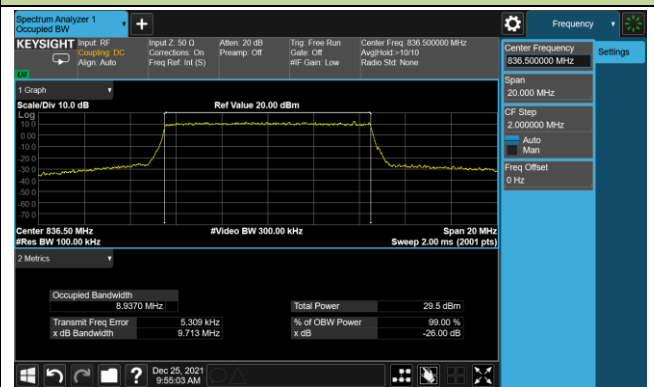 Spectrum Analyzer 1
Occupied BW
Frequency
KEYSIGHT
Input: RF
Coupling: DC
Align: Auto
Input Z: 50 Ω
Corrections: On
Freq Ref: Int (S)
Atten: 20 dB
Preamp: Off
Trig: Free Run
Gate: Off
#IF Gain: Low
Center Freq: 836.500000 MHz
Avg|Hold:>10/10
Radio Std: None
Center Frequency
836.500000 MHz
Settings
Span
20.000 MHz
CF Step
2.000000 MHz
Auto
Man
Freq Offset
0 Hz
1 Graph
Scale/Div 10.0 dB
Ref Value 20.00 dBm
Log
10.0
0.00
-10.0
-20.0
-30.0
-40.0
-50.0
-60.0
-70.0
Center 836.50 MHz
#Video BW 300.00 kHz
Span 20 MHz
#Res BW 100.00 kHz
Sweep 2.00 ms (2001 pts)
2 Metrics
Occupied Bandwidth
8.9370 MHz
Total Power
29.5 dBm
Transmit Freq Error
5.309 kHz
% of OBW Power
99.00 %
x dB Bandwidth
9.713 MHz
x dB
-26.00 dB
?
Dec 25, 2021
9:55:03 AM